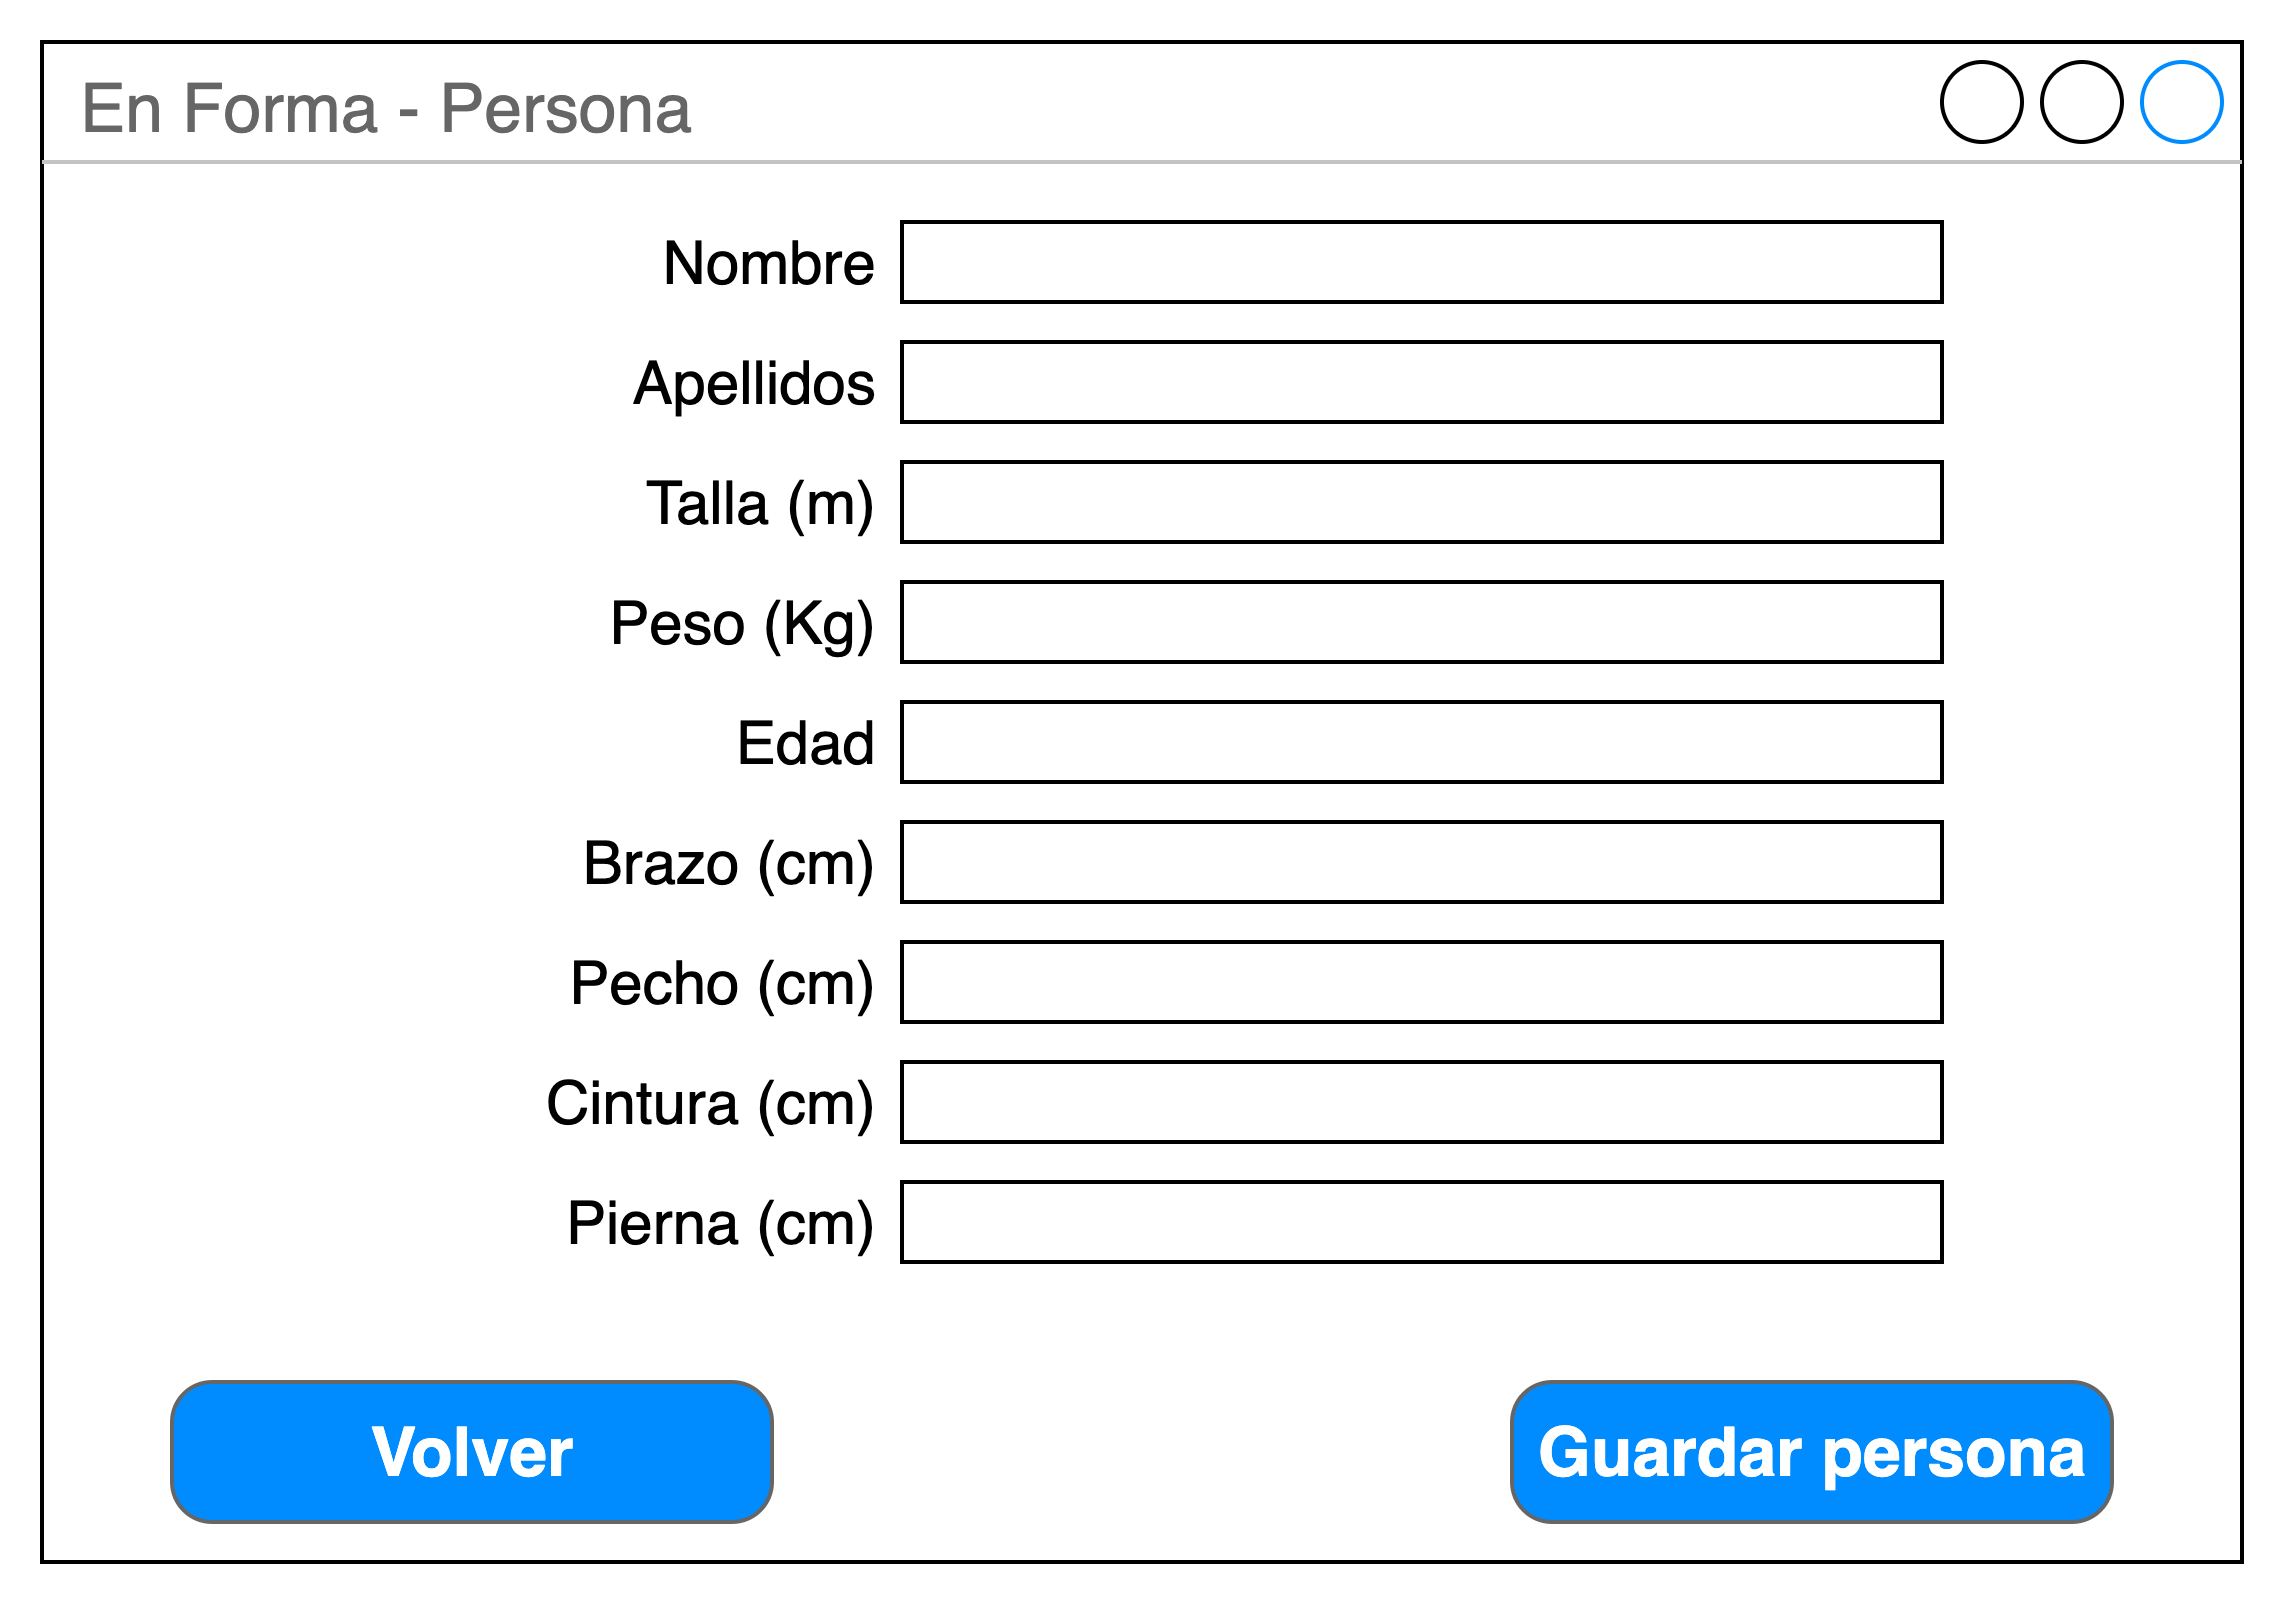 En Forma - Persona
Nombre
Apellidos
Talla (m)
Peso (Kg)
Edad
Brazo (cm)
Pecho (cm)
Cintura (cm)
Pierna (cm)
Volver
Guardar persona